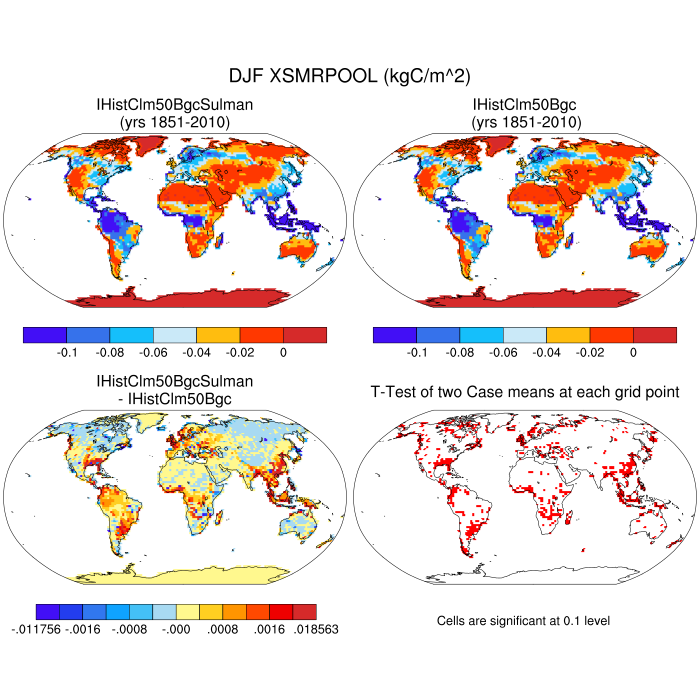 DJF XSMRPOOL (kgC/m^2)
IHistClm50BgcSulman
(yrs 1851-2010)
IHistClm50Bgc
(yrs 1851-2010)
-0.1 -0.08 -0.06 -0.04 -0.02 0
-0.1 -0.08 -0.06 -0.04 -0.02 0
IHistClm50BgcSulman
- IHistClm50Bgc
T-Test of two Case means at each grid point
-.011756 -.0016 -.0008 -.000 .0008 .0016 .018563
Cells are significant at 0.1 level